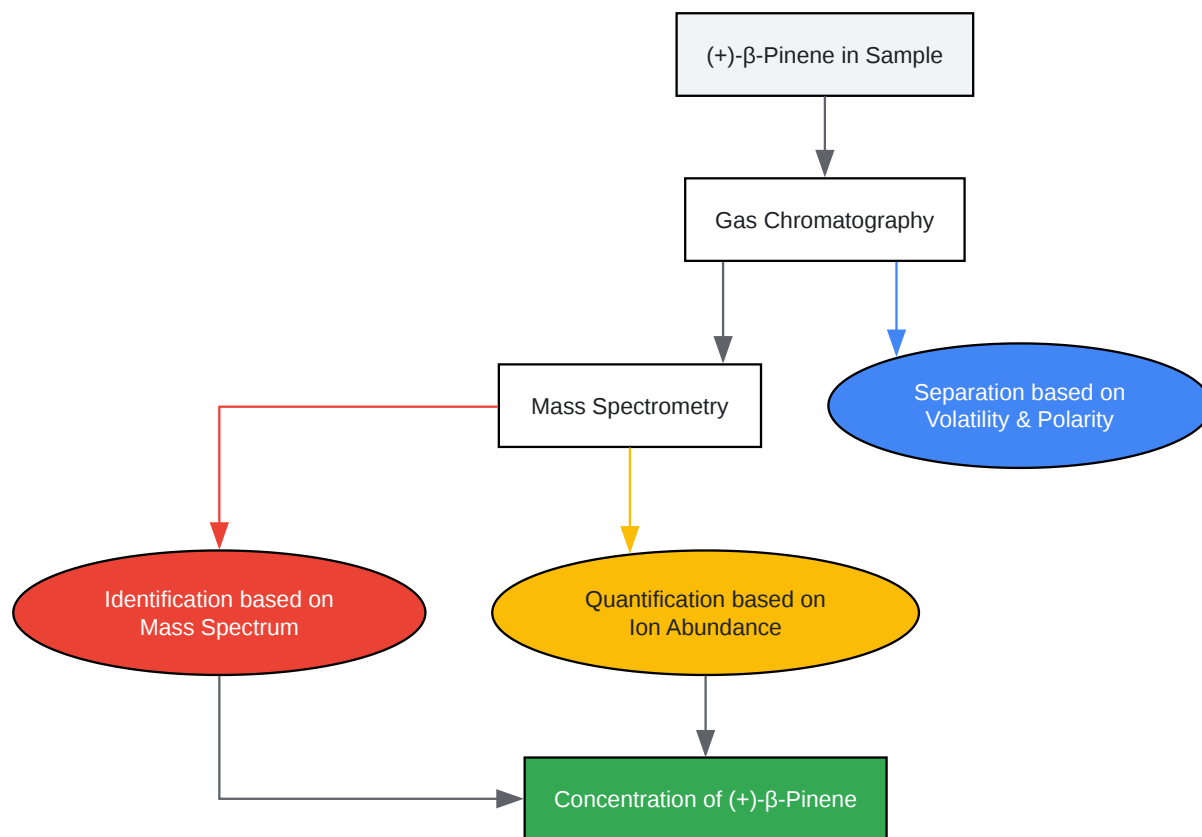 (+)-β-Pinene in Sample
Gas Chromatography
Separation based on
Volatility & Polarity
Mass Spectrometry
Identification based on
Mass Spectrum
Quantification based on
Ion Abundance
Concentration of (+)-β-Pinene